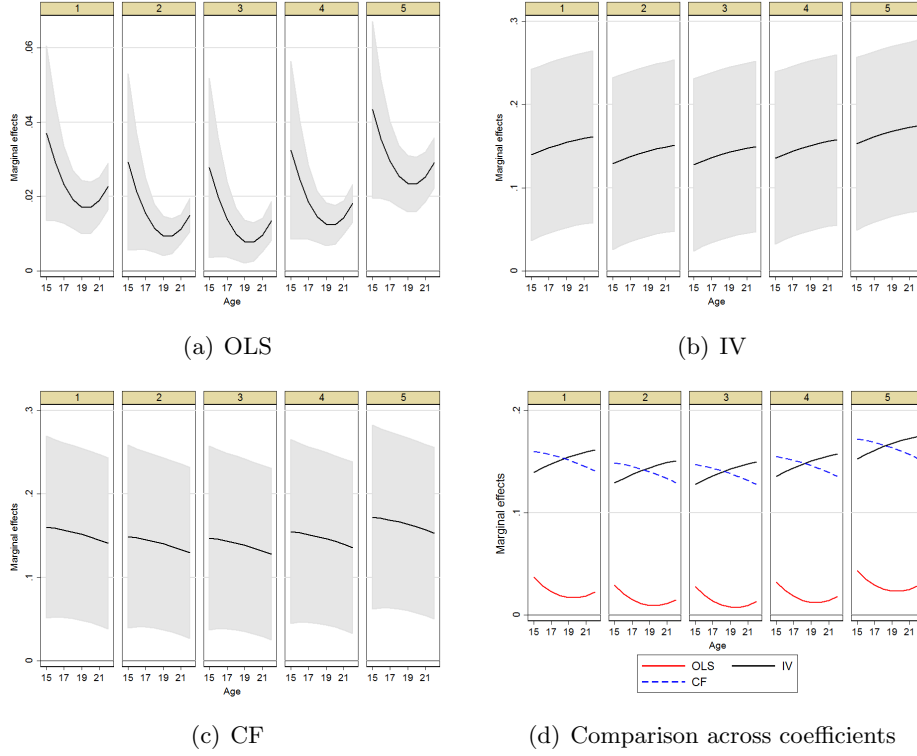 1 2 3 4 5
Marginal effects
0 .02 .04 .06
15 17 19 21 15 17 19 21 15 17 19 21 15 17 19 21 15 17 19 21
Age
(a) OLS
1 2 3 4 5
Marginal effects
0 .1 .2 .3
15 17 19 21 15 17 19 21 15 17 19 21 15 17 19 21 15 17 19 21
Age
(b) IV
1 2 3 4 5
Marginal effects
0 .1 .2 .3
15 17 19 21 15 17 19 21 15 17 19 21 15 17 19 21 15 17 19 21
Age
(c) CF
1 2 3 4 5
Marginal effects
0 .1 .2
15 17 19 21 15 17 19 21 15 17 19 21 15 17 19 21 15 17 19 21
Age
OLS IV
CF
(d) Comparison across coefficients